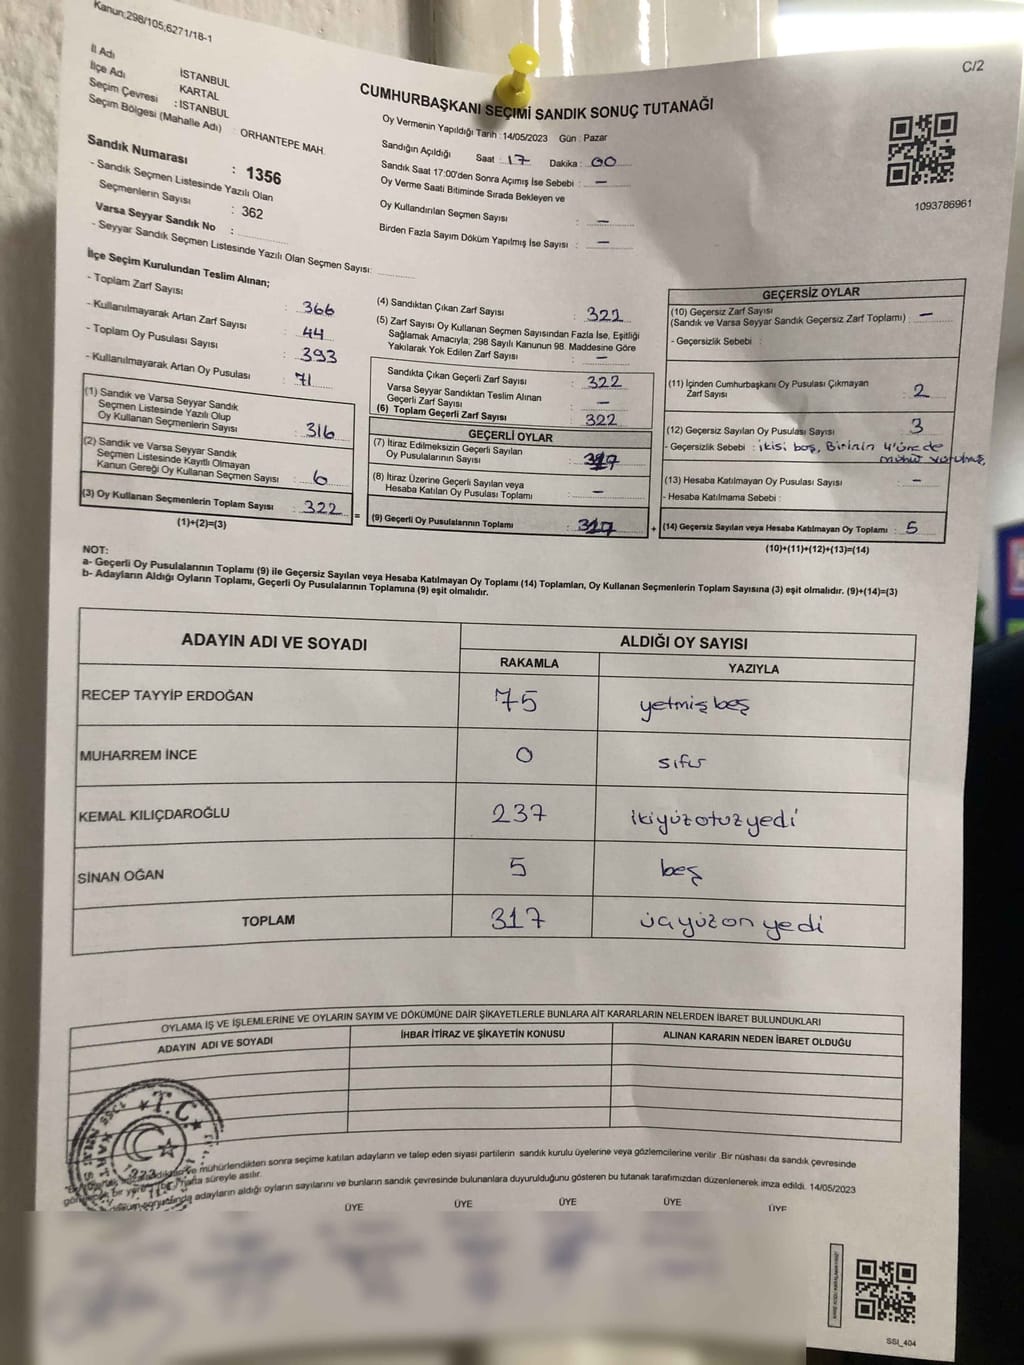 Kanun;298/105;6271/18-1
C/2
İl Adı İSTANBUL
İlçe Adı KARTAL
Seçim Çevresi : İSTANBUL
Seçim Bölgesi (Mahalle Adı) : ORHANTEPE MAH.
CUMHURBAŞKANI SEÇİMİ SANDIK SONUÇ TUTANAĞI
Oy Vermenin Yapıldığı Tarih : 14/05/2023 Gün : Pazar
Sandığın Açıldığı Saat : 17 Dakika : 00
Sandık Saat 17:00'den Sonra Açımış İse Sebebi : —
Oy Verme Saati Bitiminde Sırada Bekleyen ve
Oy Kullandırılan Seçmen Sayısı : —
Birden Fazla Sayım Döküm Yapılmış İse Sayısı : —
1093786961
Sandık Numarası : 1356
- Sandık Seçmen Listesinde Yazılı Olan
Seçmenlerin Sayısı : 362
Varsa Seyyar Sandık No :
- Seyyar Sandık Seçmen Listesinde Yazılı Olan Seçmen Sayısı:
İlçe Seçim Kurulundan Teslim Alınan;
- Toplam Zarf Sayısı : 366
- Kullanılmayarak Artan Zarf Sayısı : 44
- Toplam Oy Pusulası Sayısı : 393
- Kullanılmayarak Artan Oy Pusulası : 71
(1) Sandık ve Varsa Seyyar Sandık
Seçmen Listesinde Yazılı Olup
Oy Kullanan Seçmenlerin Sayısı : 316
(2) Sandık ve Varsa Seyyar Sandık
Seçmen Listesinde Kayıtlı Olmayan
Kanun Gereği Oy Kullanan Seçmen Sayısı : 6
(3) Oy Kullanan Seçmenlerin Toplam Sayısı : 322
(1)+(2)=(3)
=
(4) Sandıktan Çıkan Zarf Sayısı : 322
(5) Zarf Sayısı Oy Kullanan Seçmen Sayısından Fazla İse, Eşitliği
Sağlamak Amacıyla; 298 Sayılı Kanunun 98. Maddesine Göre
Yakılarak Yok Edilen Zarf Sayısı : —
Sandıkta Çıkan Geçerli Zarf Sayısı : 322
Varsa Seyyar Sandıktan Teslim Alınan
Geçerli Zarf Sayısı : —
(6) Toplam Geçerli Zarf Sayısı : 322
GEÇERLİ OYLAR
(7) İtiraz Edilmeksizin Geçerli Sayılan
Oy Pusulalarının Sayısı : 317
(8) İtiraz Üzerine Geçerli Sayılan veya
Hesaba Katılan Oy Pusulası Toplamı : —
(9) Geçerli Oy Pusulalarının Toplamı : 317
+
GEÇERSİZ OYLAR
(10) Geçersiz Zarf Sayısı
(Sandık ve Varsa Seyyar Sandık Geçersiz Zarf Toplamı) : —
- Geçersizlik Sebebi :
(11) İçinden Cumhurbaşkanı Oy Pusulası Çıkmayan
Zarf Sayısı : 2
(12) Geçersiz Sayılan Oy Pusulası Sayısı : 3
- Geçersizlik Sebebi : ikisi boş, Birinin 4'ünede
mühür vurulmuş.
(13) Hesaba Katılmayan Oy Pusulası Sayısı : —
- Hesaba Katılmama Sebebi :
(14) Geçersiz Sayılan veya Hesaba Katılmayan Oy Toplamı : 5
(10)+(11)+(12)+(13)=(14)
NOT:
a- Geçerli Oy Pusulalarının Toplamı (9) ile Geçersiz Sayılan veya Hesaba Katılmayan Oy Toplamı (14) Toplamları, Oy Kullanan Seçmenlerin Toplam Sayısına (3) eşit olmalıdır. (9)+(14)=(3)
b- Adayların Aldığı Oyların Toplamı, Geçerli Oy Pusulalarının Toplamına (9) eşit olmalıdır.
ADAYIN ADI VE SOYADI ALDIĞI OY SAYISI
RAKAMLA YAZIYLA
RECEP TAYYİP ERDOĞAN 75 yetmiş beş
MUHARREM İNCE 0 sıfır
KEMAL KILIÇDAROĞLU 237 ikiyüzotuzyedi
SİNAN OĞAN 5 beş
TOPLAM 317 üçyüzonyedi
OYLAMA İŞ VE İŞLEMLERİNE VE OYLARIN SAYIM VE DÖKÜMÜNE DAİR ŞİKAYETLERLE BUNLARA AİT KARARLARIN NELERDEN İBARET BULUNDUKLARI
ADAYIN ADI VE SOYADI İHBAR İTİRAZ VE ŞİKAYETİN KONUSU ALINAN KARARIN NEDEN İBARET OLDUĞU
T.C.
ve mühürlendikten sonra seçime katılan adayların ve talep eden siyasi partilerin sandık kurulu üyelerine veya gözlemcilerine verilir. Bir nüshası da sandık çevresinde
bir hafta süreyle asılır.
adayların aldığı oyların sayılarını ve bunların sandık çevresinde bulunanlara duyurulduğunu gösteren bu tutanak tarafımızdan düzenlenerek imza edildi. 14/05/2023
ÜYE ÜYE ÜYE ÜYE ÜYE
SSI_404